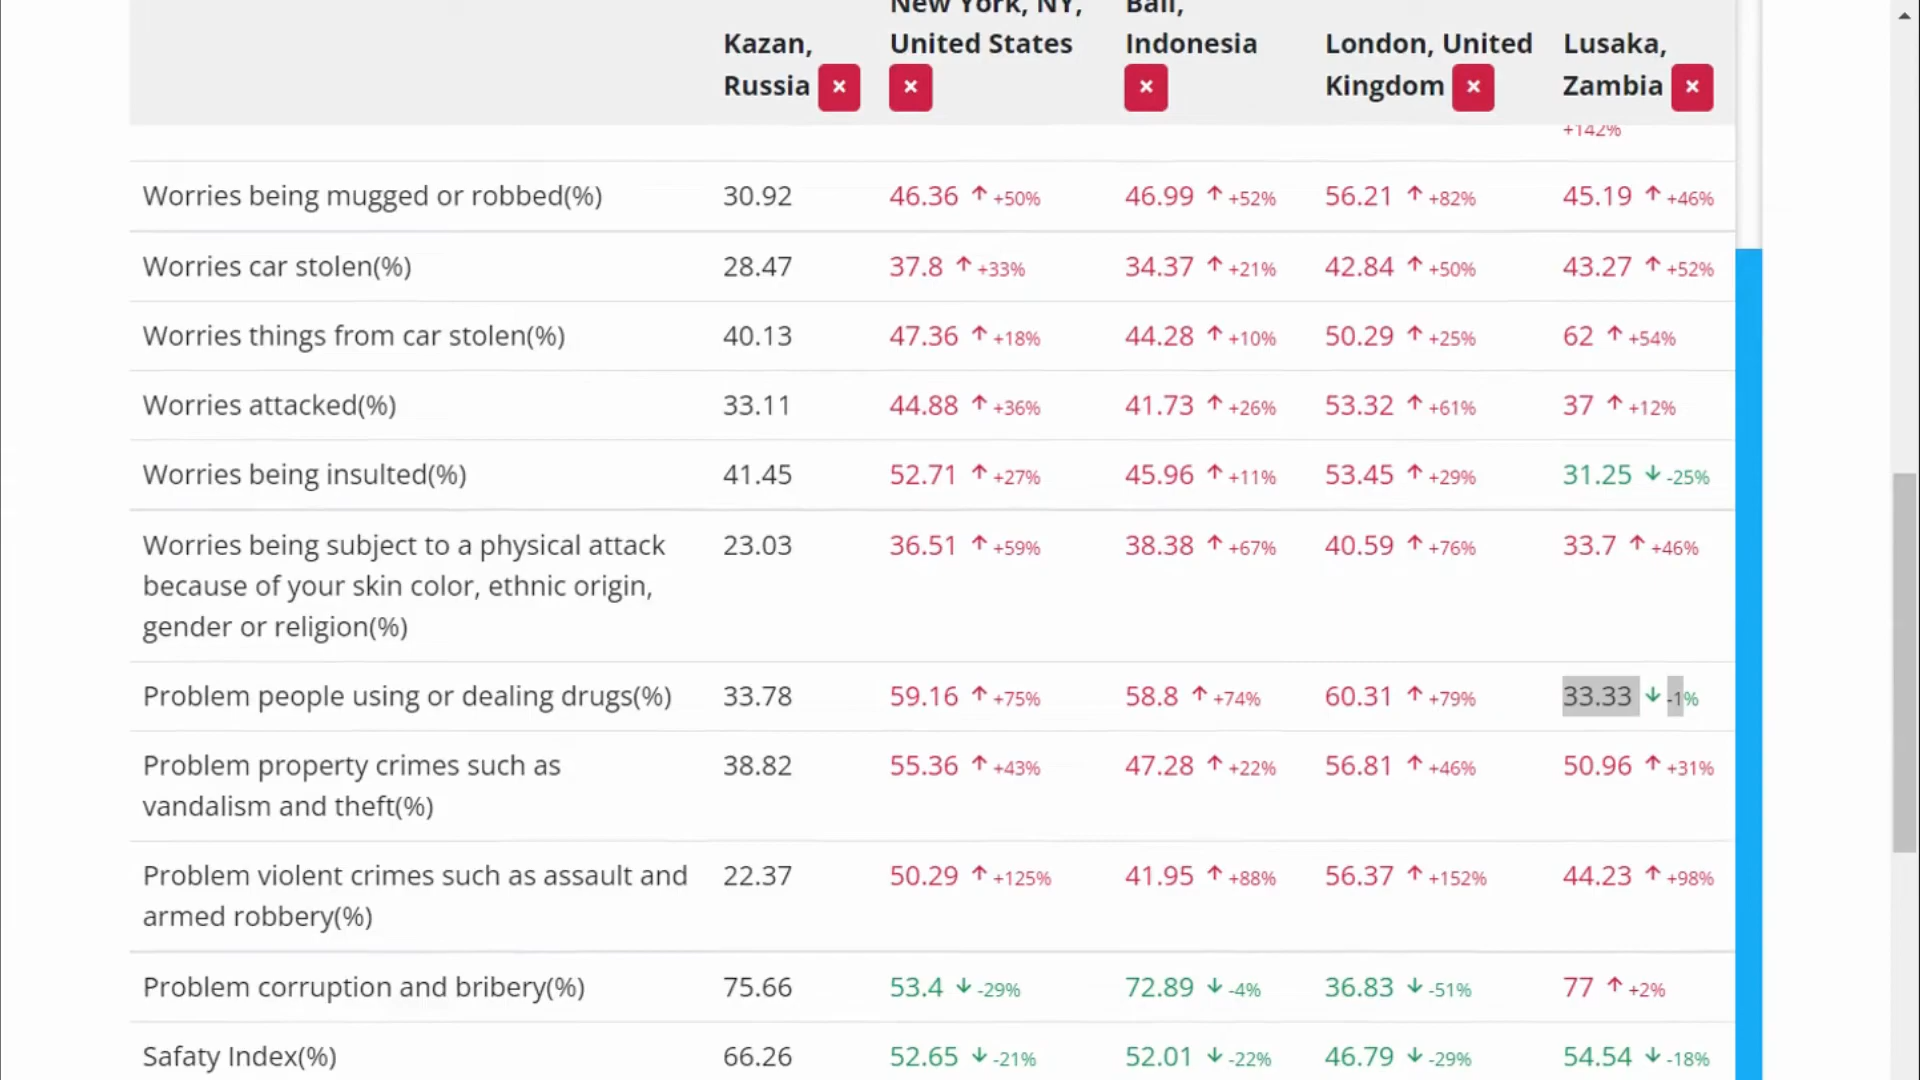 New York, NY, Bali,
Kazan, United States Indonesia London, United Lusaka,
Russia × × × Kingdom × Zambia ×
+142%
Worries being mugged or robbed(%) 30.92 46.36 ↑ +50% 46.99 ↑ +52% 56.21 ↑ +82% 45.19 ↑ +46%
Worries car stolen(%) 28.47 37.8 ↑ +33% 34.37 ↑ +21% 42.84 ↑ +50% 43.27 ↑ +52%
Worries things from car stolen(%) 40.13 47.36 ↑ +18% 44.28 ↑ +10% 50.29 ↑ +25% 62 ↑ +54%
Worries attacked(%) 33.11 44.88 ↑ +36% 41.73 ↑ +26% 53.32 ↑ +61% 37 ↑ +12%
Worries being insulted(%) 41.45 52.71 ↑ +27% 45.96 ↑ +11% 53.45 ↑ +29% 31.25 ↓ -25%
Worries being subject to a physical attack 23.03 36.51 ↑ +59% 38.38 ↑ +67% 40.59 ↑ +76% 33.7 ↑ +46%
because of your skin color, ethnic origin,
gender or religion(%)
Problem people using or dealing drugs(%) 33.78 59.16 ↑ +75% 58.8 ↑ +74% 60.31 ↑ +79% 33.33 ↓ -1%
Problem property crimes such as 38.82 55.36 ↑ +43% 47.28 ↑ +22% 56.81 ↑ +46% 50.96 ↑ +31%
vandalism and theft(%)
Problem violent crimes such as assault and 22.37 50.29 ↑ +125% 41.95 ↑ +88% 56.37 ↑ +152% 44.23 ↑ +98%
armed robbery(%)
Problem corruption and bribery(%) 75.66 53.4 ↓ -29% 72.89 ↓ -4% 36.83 ↓ -51% 77 ↑ +2%
Safaty Index(%) 66.26 52.65 ↓ -21% 52.01 ↓ -22% 46.79 ↓ -29% 54.54 ↓ -18%